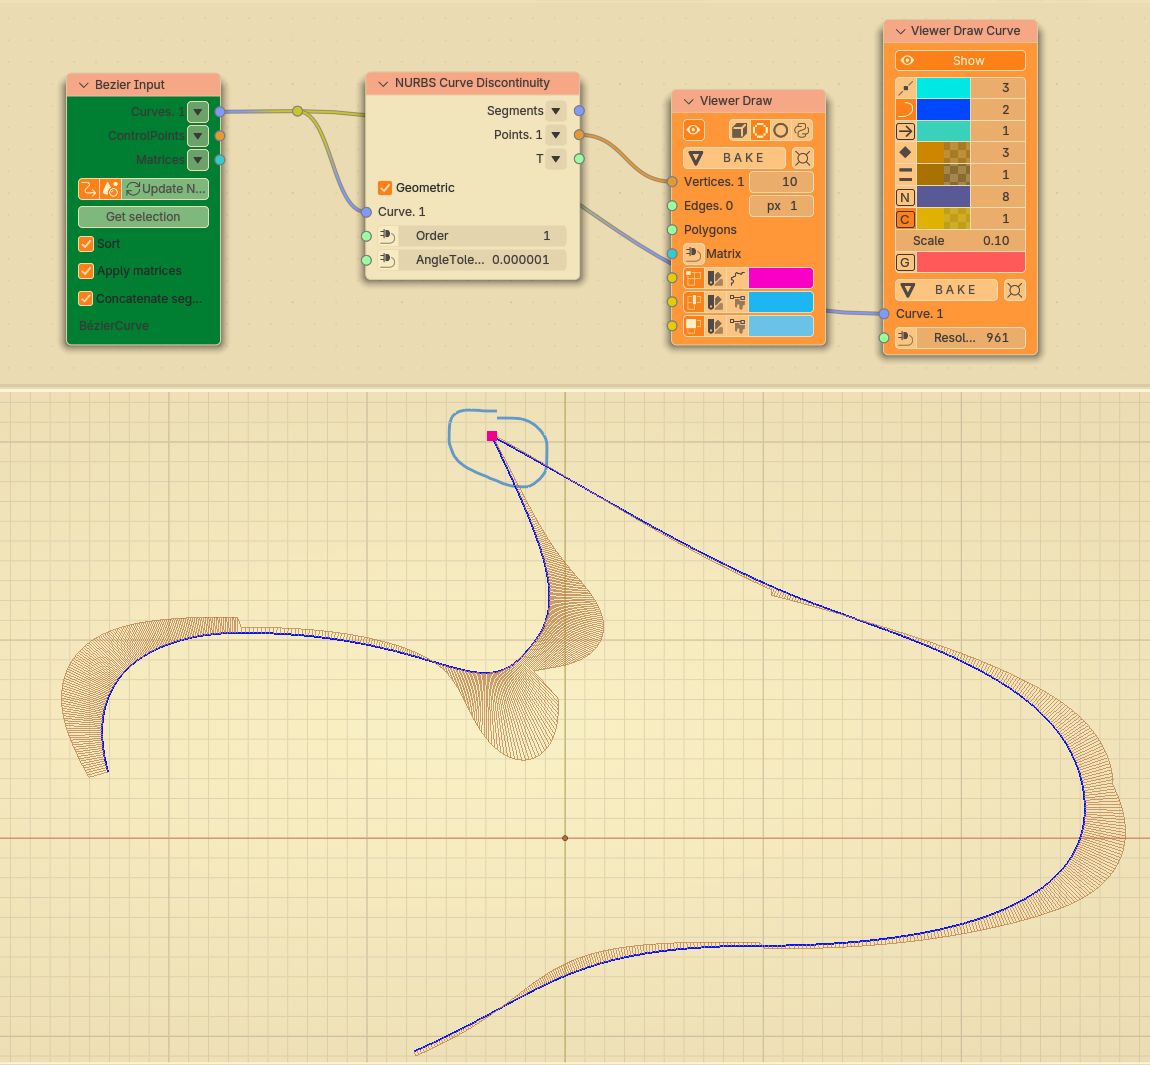 Bezier Input
Curves. 1
ControlPoints
Matrices
Update N...
Get selection
Sort
Apply matrices
Concatenate seg...
BézierCurve
NURBS Curve Discontinuity
Segments
Points. 1
T
Geometric
Curve. 1
Order 1
AngleTole... 0.000001
Viewer Draw
BAKE
Vertices. 1 10
Edges. 0 px 1
Polygons
Matrix
Viewer Draw Curve
Show
3
2
1
3
1
N 8
C 1
Scale 0.10
G
BAKE
Curve. 1
Resol... 961